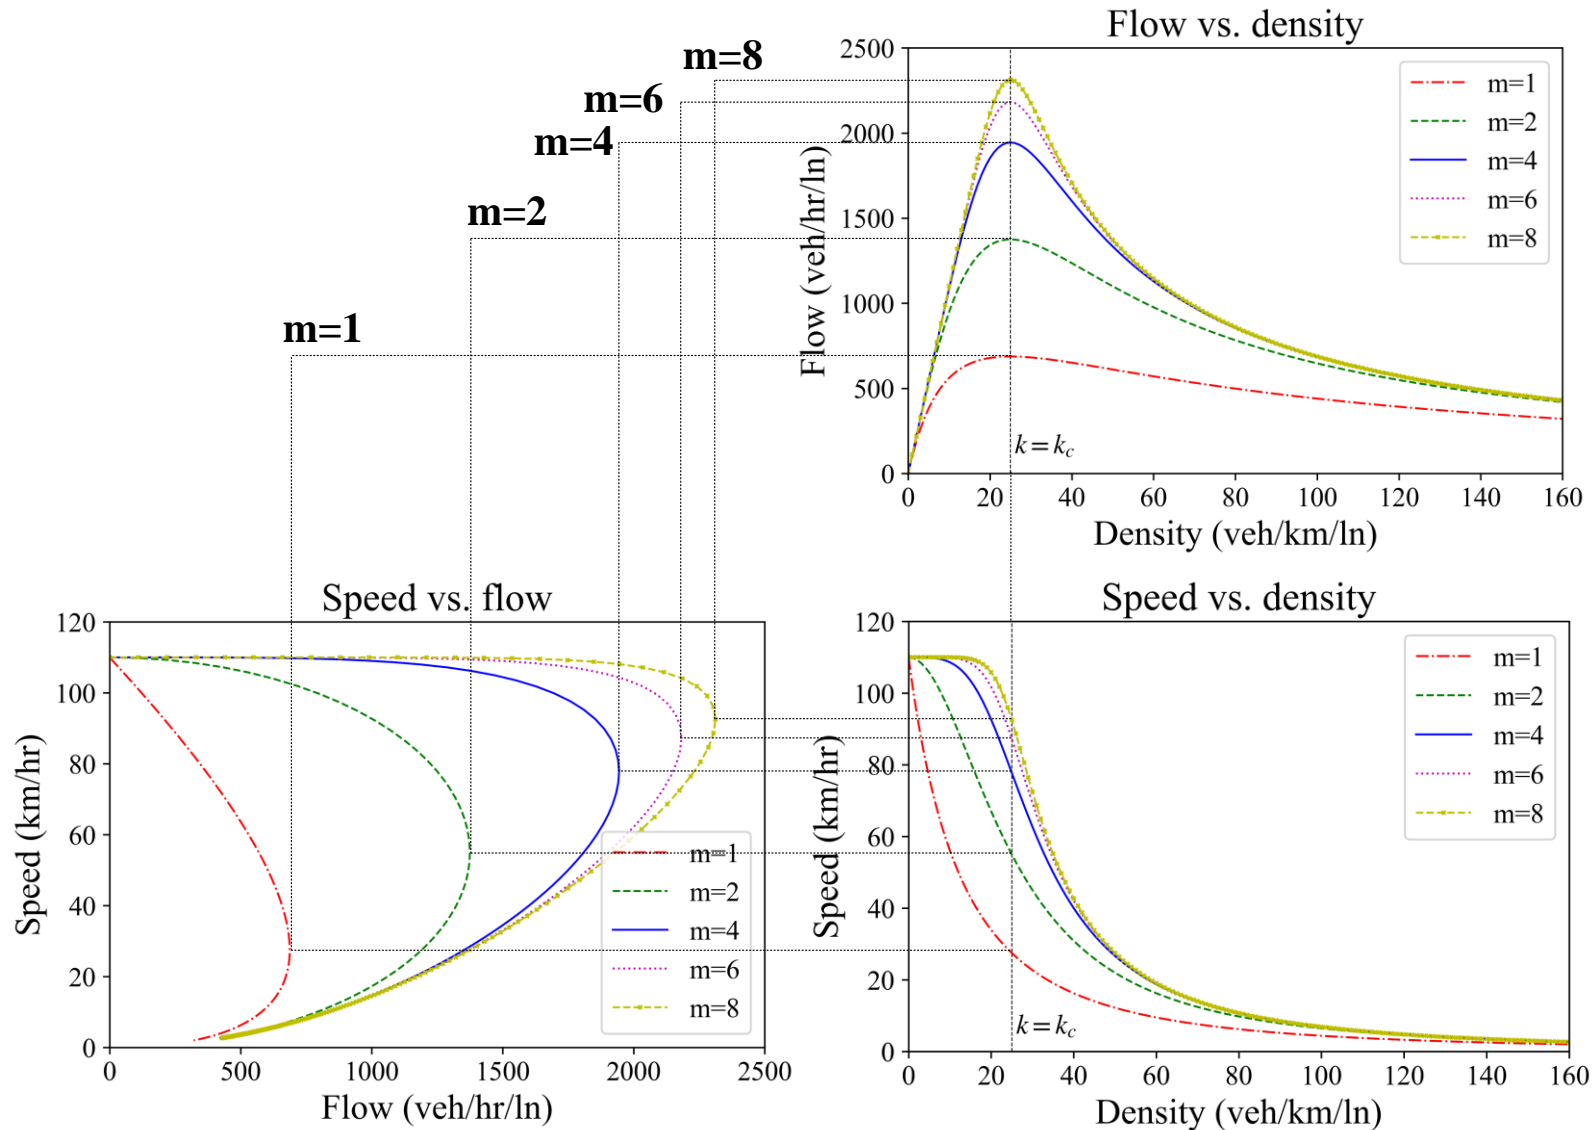 Flow vs. density
2500
2000
1500
1000
500
0
Flow (veh/hr/ln)
m=1
m=2
m=4
m=6
m=8
k = kc
0 20 40 60 80 100 120 140 160
Density (veh/km/ln)
m=8
m=6
m=4
m=2
m=1
Speed vs. flow
120
100
80
60
40
20
0
Speed (km/hr)
m=1
m=2
m=4
m=6
m=8
0 500 1000 1500 2000 2500
Flow (veh/hr/ln)
Speed vs. density
120
100
80
60
40
20
0
Speed (km/hr)
m=1
m=2
m=4
m=6
m=8
k = kc
0 20 40 60 80 100 120 140 160
Density (veh/km/ln)